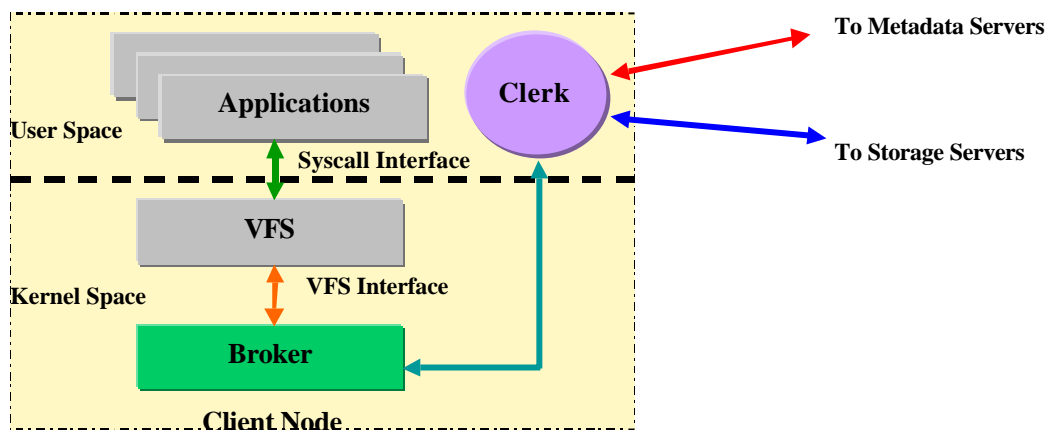 To Metadata Servers
Clerk
Applications
User Space
To Storage Servers
Syscall Interface
VFS
VFS Interface
Kernel Space
Broker
Client Node